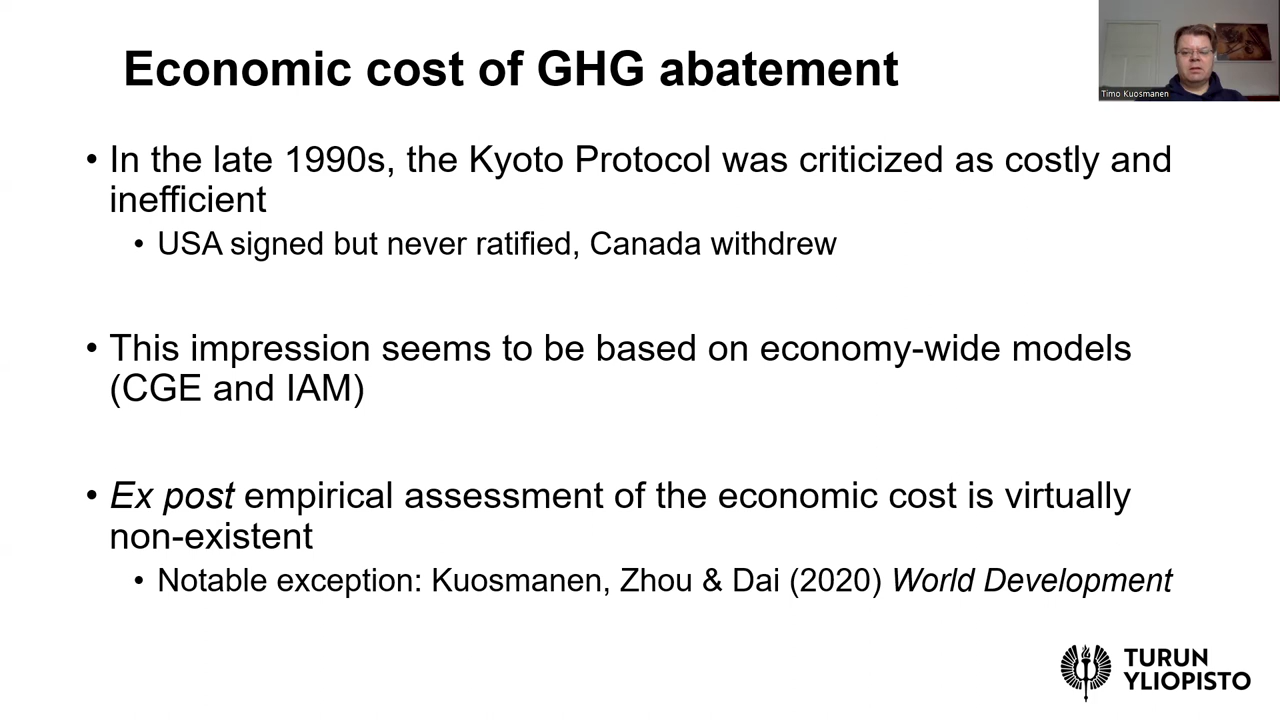 Economic cost of GHG abatement
Timo Kuosmanen
• In the late 1990s, the Kyoto Protocol was criticized as costly and
inefficient
• USA signed but never ratified, Canada withdrew
• This impression seems to be based on economy-wide models
(CGE and IAM)
• Ex post empirical assessment of the economic cost is virtually
non-existent
• Notable exception: Kuosmanen, Zhou & Dai (2020) World Development
TURUN
YLIOPISTO